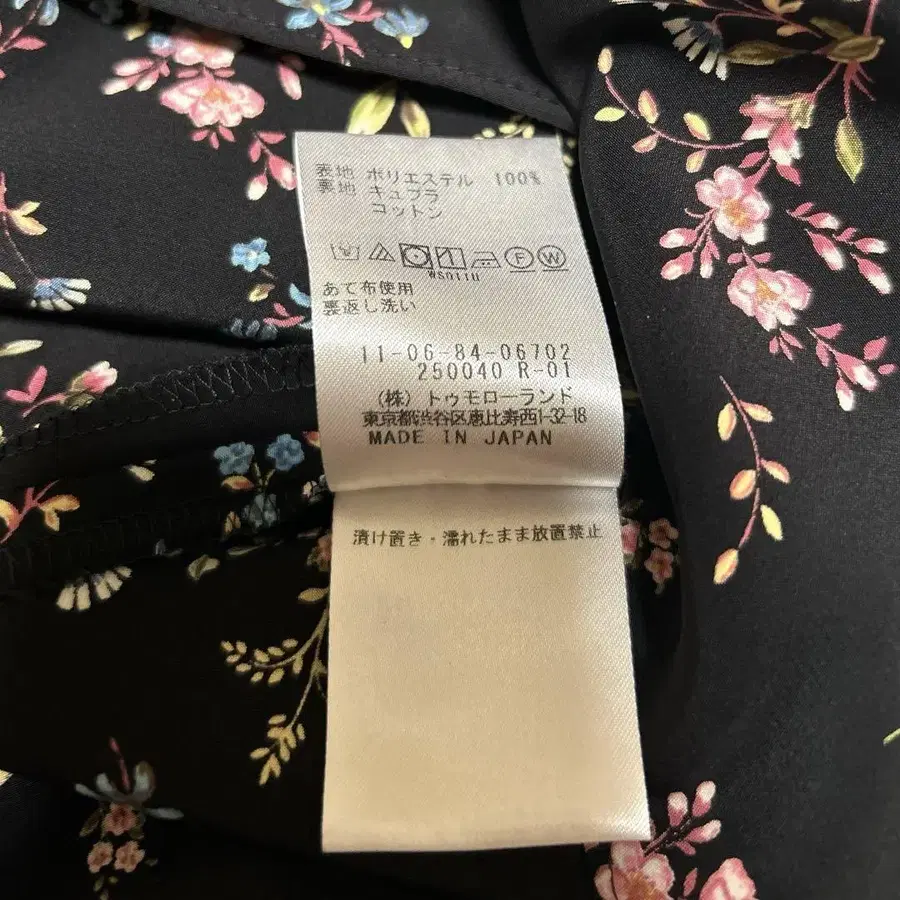 表地 ポリエステル 100%
裏地 キュプラ
コットン
WS011U
あて布使用
裏返し洗い
11-06-84-06702
250040 R-01
(株) トゥモローランド
東京都渋谷区恵比寿西1-32-18
MADE IN JAPAN
漬け置き・濡れたまま放置禁止